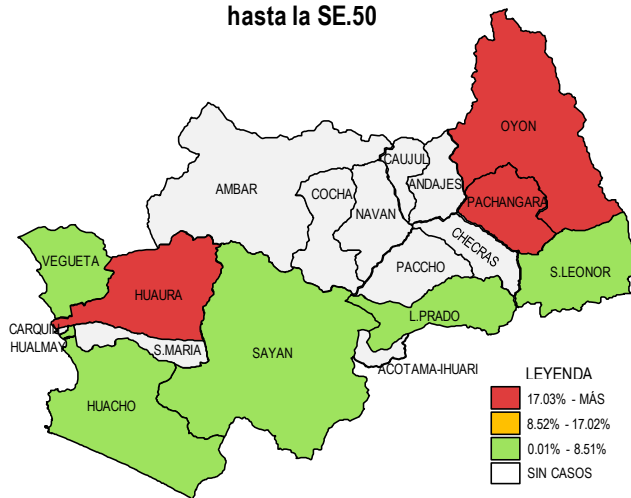 hasta la SE.50
OYON
CAUJUL
ANDAJES
AMBAR
COCHA
PACHANGARA
NAVAN
CHECRAS
VEGUETA
PACCHO
S.LEONOR
HUAURA
L.PRADO
CARQUIN
HUALMAY
S.MARIA
SAYAN
ACOTAMA-IHUARI
HUACHO
LEYENDA
17.03% - MÁS
8.52% - 17.02%
0.01% - 8.51%
SIN CASOS